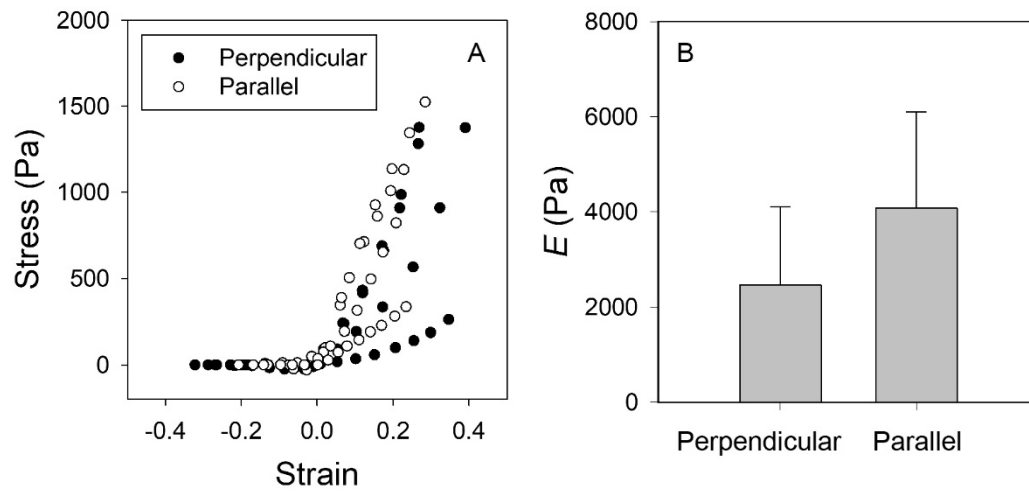 A
Perpendicular
Parallel
Stress (Pa)
2000
1500
1000
500
0
-0.4 -0.2 0.0 0.2 0.4
Strain
B
E (Pa)
8000
6000
4000
2000
0
Perpendicular Parallel